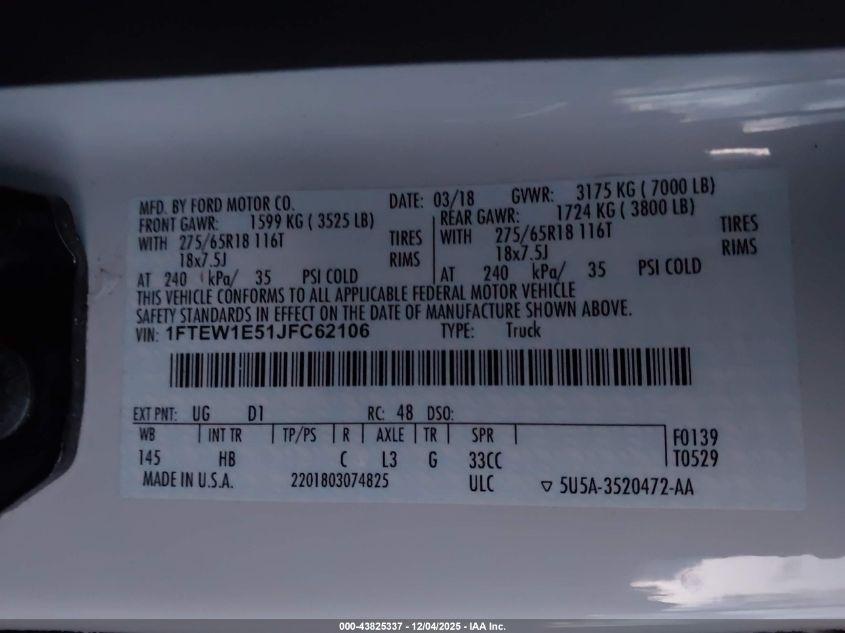 MFD. BY FORD MOTOR CO. DATE: 03/18 GVWR: 3175 KG ( 7000 LB)
FRONT GAWR: 1599 KG ( 3525 LB) REAR GAWR: 1724 KG ( 3800 LB)
WITH 275/65R18 116T TIRES WITH 275/65R18 116T TIRES
18x7.5J RIMS 18x7.5J RIMS
AT 240 kPa/ 35 PSI COLD AT 240 kPa/ 35 PSI COLD
THIS VEHICLE CONFORMS TO ALL APPLICABLE FEDERAL MOTOR VEHICLE
SAFETY STANDARDS IN EFFECT ON THE DATE OF MANUFACTURE SHOWN ABOVE.
VIN: 1FTEW1E51JFC62106 TYPE: Truck
EXT PNT: UG D1 RC: 48 DSO:
WB INT TR TP/PS R AXLE TR SPR F0139
145 HB C L3 G 33CC T0529
MADE IN U.S.A. 2201803074825 ULC ▽ 5U5A-3520472-AA
000-43825337 - 12/04/2025 - IAA Inc.